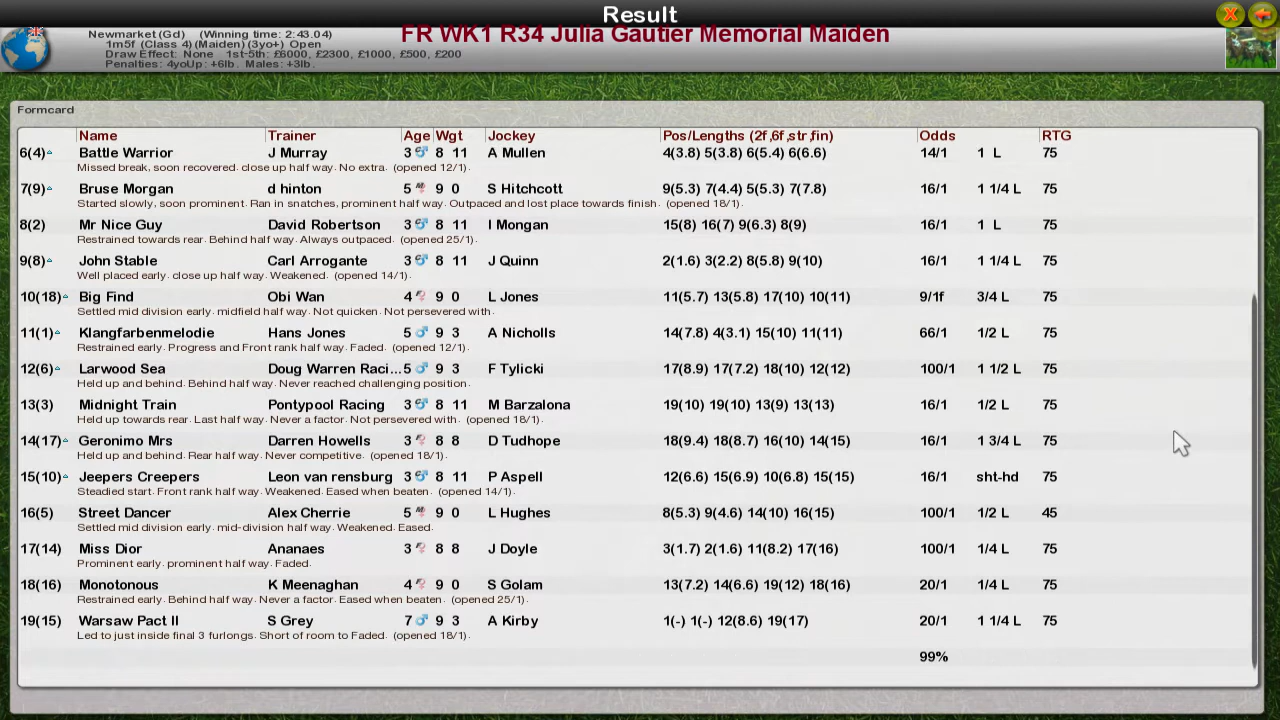 Result
FR WK1 R34 Julia Gautier Memorial Maiden
Newmarket(Gd) (Winning time: 2:43.04)
1m5f (Class 4)(Maiden)(3yo+) Open
Draw Effect: None 1st-5th: £6000, £2300, £1000, £500, £200
Penalties: 4yoUp: +6lb. Males: +3lb.
Formcard
Name Trainer Age Wgt Jockey Pos/Lengths (2f,6f,str,fin) Odds RTG
6(4) Battle Warrior J Murray 3 8 11 A Mullen 4(3.8) 5(3.8) 6(5.4) 6(6.6) 14/1 1 L 75
Missed break, soon recovered. close up half way. No extra. (opened 12/1).
7(9) Bruse Morgan d hinton 5 9 0 S Hitchcott 9(5.3) 7(4.4) 5(5.3) 7(7.8) 16/1 1 1/4 L 75
Started slowly, soon prominent. Ran in snatches, prominent half way. Outpaced and lost place towards finish. (opened 18/1).
8(2) Mr Nice Guy David Robertson 3 8 11 I Mongan 15(8) 16(7) 9(6.3) 8(9) 16/1 1 L 75
Restrained towards rear. Behind half way. Always outpaced. (opened 25/1).
9(8) John Stable Carl Arrogante 3 8 11 J Quinn 2(1.6) 3(2.2) 8(5.8) 9(10) 16/1 1 1/4 L 75
Well placed early. close up half way. Weakened. (opened 14/1).
10(18) Big Find Obi Wan 4 9 0 L Jones 11(5.7) 13(5.8) 17(10) 10(11) 9/1f 3/4 L 75
Settled mid division early. midfield half way. Not quicken. Not persevered with.
11(1) Klangfarbenmelodie Hans Jones 5 9 3 A Nicholls 14(7.8) 4(3.1) 15(10) 11(11) 66/1 1/2 L 75
Restrained early. Progress and Front rank half way. Faded. (opened 12/1).
12(6) Larwood Sea Doug Warren Raci... 5 9 3 F Tylicki 17(8.9) 17(7.2) 18(10) 12(12) 100/1 1 1/2 L 75
Held up and behind. Behind half way. Never reached challenging position.
13(3) Midnight Train Pontypool Racing 3 8 11 M Barzalona 19(10) 19(10) 13(9) 13(13) 16/1 1/2 L 75
Held up towards rear. Last half way. Never a factor. Not persevered with. (opened 18/1).
14(17) Geronimo Mrs Darren Howells 3 8 8 D Tudhope 18(9.4) 18(8.7) 16(10) 14(15) 16/1 1 3/4 L 75
Held up and behind. Rear half way. Never competitive. (opened 18/1).
15(10) Jeepers Creepers Leon van rensburg 3 8 11 P Aspell 12(6.6) 15(6.9) 10(6.8) 15(15) 16/1 sht-hd 75
Steadied start. Front rank half way. Weakened. Eased when beaten. (opened 14/1).
16(5) Street Dancer Alex Cherrie 5 9 0 L Hughes 8(5.3) 9(4.6) 14(10) 16(15) 100/1 1/2 L 45
Settled mid division early. mid-division half way. Weakened. Eased.
17(14) Miss Dior Ananaes 3 8 8 J Doyle 3(1.7) 2(1.6) 11(8.2) 17(16) 100/1 1/4 L 75
Prominent early. prominent half way. Faded.
18(16) Monotonous K Meenaghan 4 9 0 S Golam 13(7.2) 14(6.6) 19(12) 18(16) 20/1 1/4 L 75
Restrained early. Behind half way. Never a factor. Eased when beaten. (opened 25/1).
19(15) Warsaw Pact II S Grey 7 9 3 A Kirby 1(-) 1(-) 12(8.6) 19(17) 20/1 1 1/4 L 75
Led to just inside final 3 furlongs. Short of room to Faded. (opened 18/1).
99%